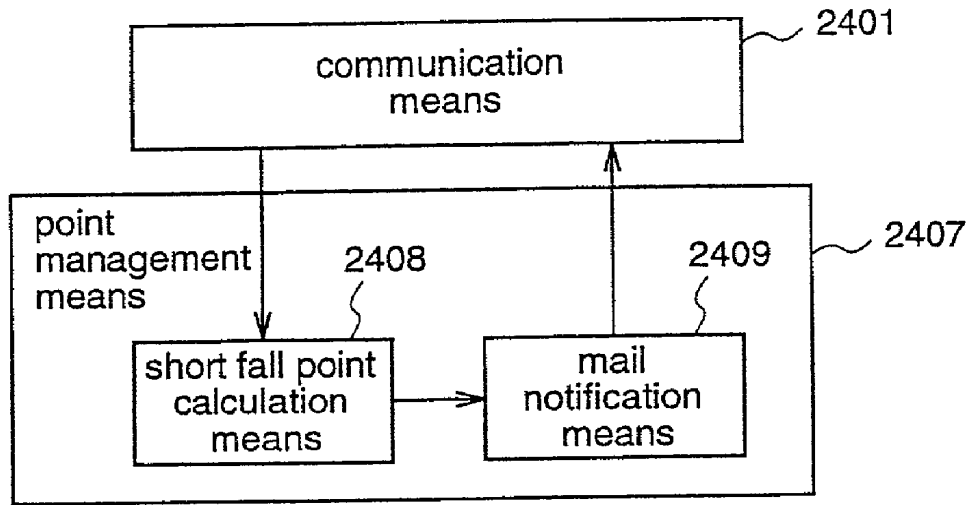 2401
communication
means
point
management
means
2407
2408
2409
short fall point
calculation
means
mail
notification
means